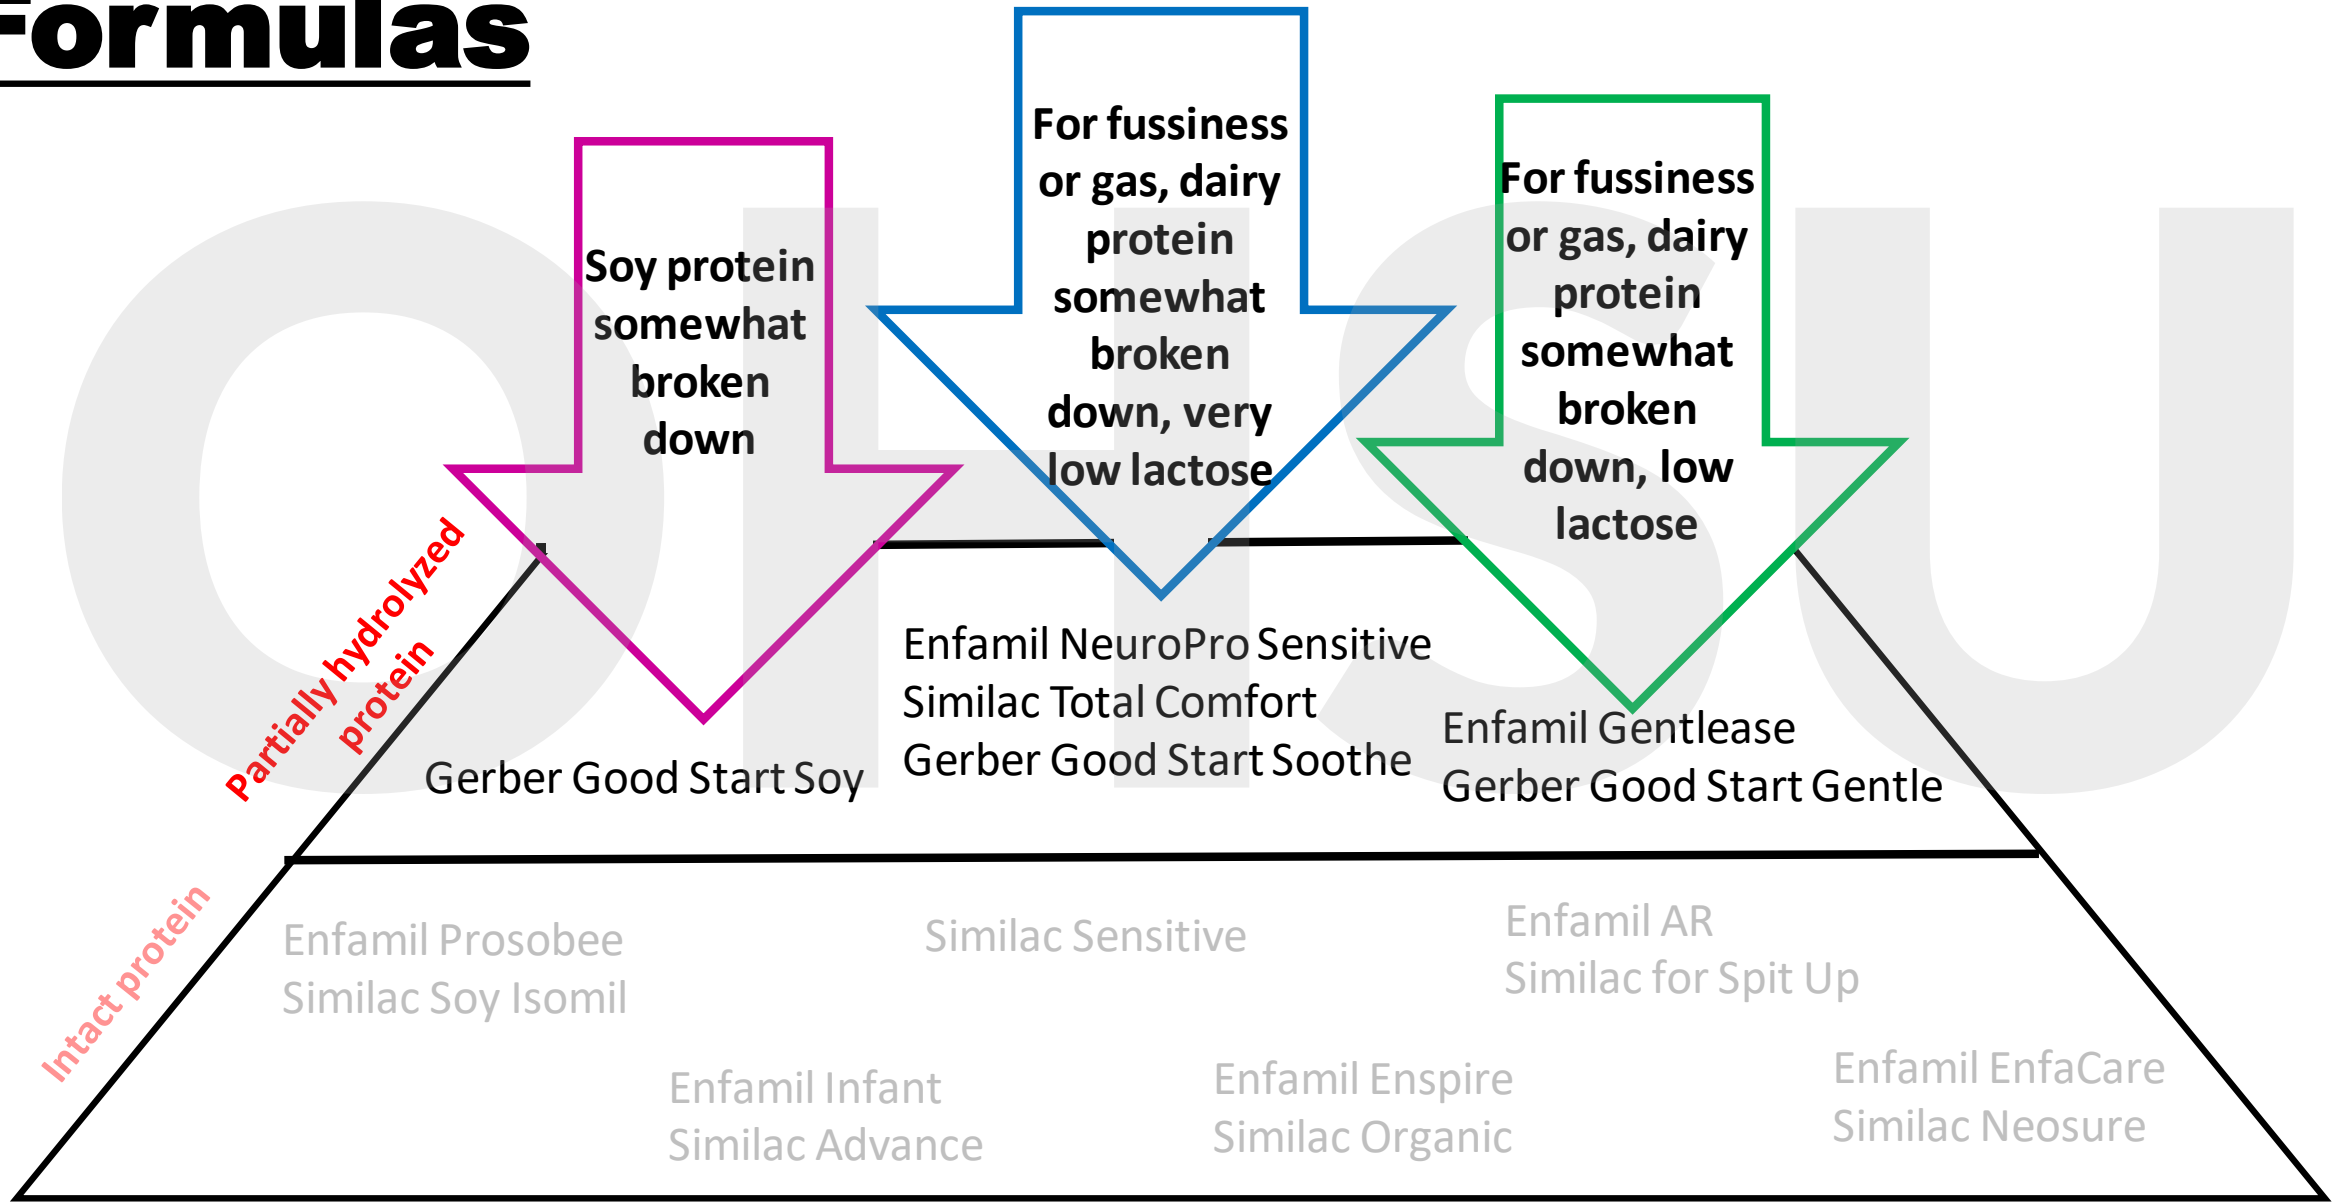 Formulas
Soy protein
somewhat
broken
down
For fussiness
or gas, dairy
protein
somewhat
broken
down, very
low lactose
For fussiness
or gas, dairy
protein
somewhat
broken
down, low
lactose
OHSU
Partially hydrolyzed
protein
Gerber Good Start Soy
Enfamil NeuroPro Sensitive
Similac Total Comfort
Gerber Good Start Soothe
Enfamil Gentlease
Gerber Good Start Gentle
Intact protein
Enfamil Prosobee
Similac Soy Isomil
Similac Sensitive
Enfamil AR
Similac for Spit Up
Enfamil Infant
Similac Advance
Enfamil Enspire
Similac Organic
Enfamil EnfaCare
Similac Neosure